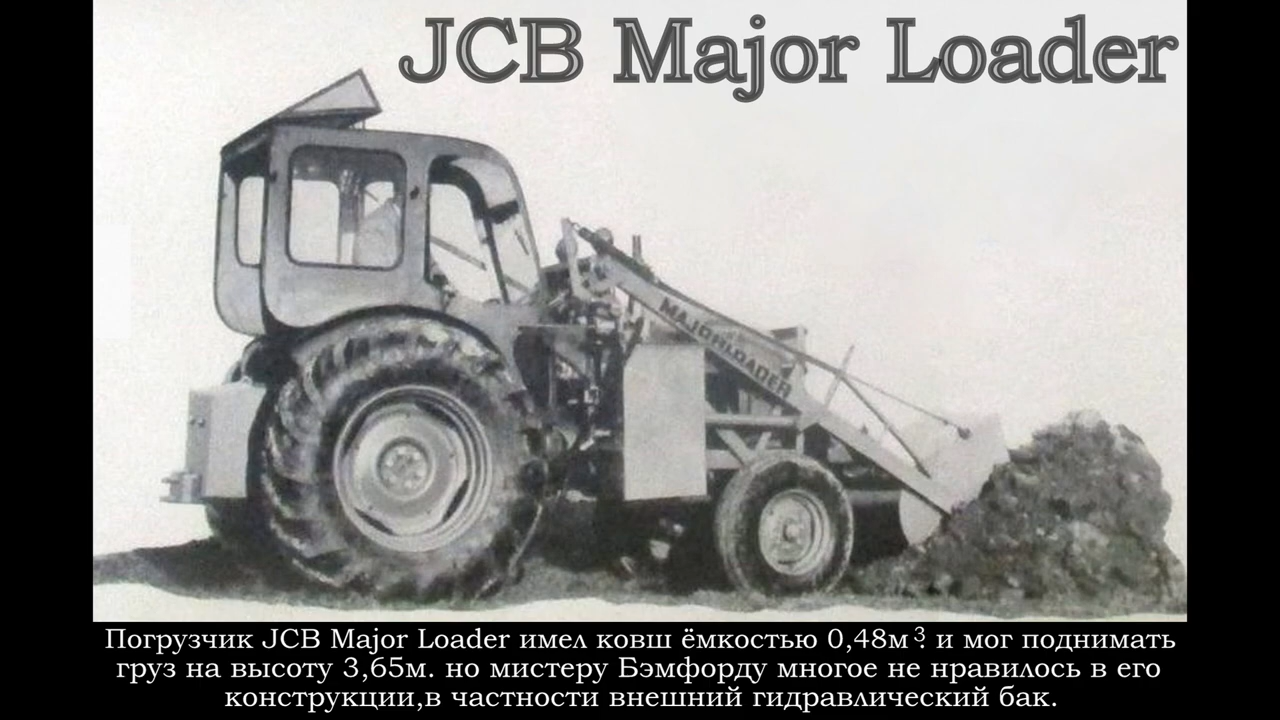 JCB Major Loader
MAJOR LOADER
Погрузчик JCB Major Loader имел ковш ёмкостью 0,48м³. и мог поднимать
груз на высоту 3,65м. но мистеру Бэмфорду многое не нравилось в его
конструкции,в частности внешний гидравлический бак.